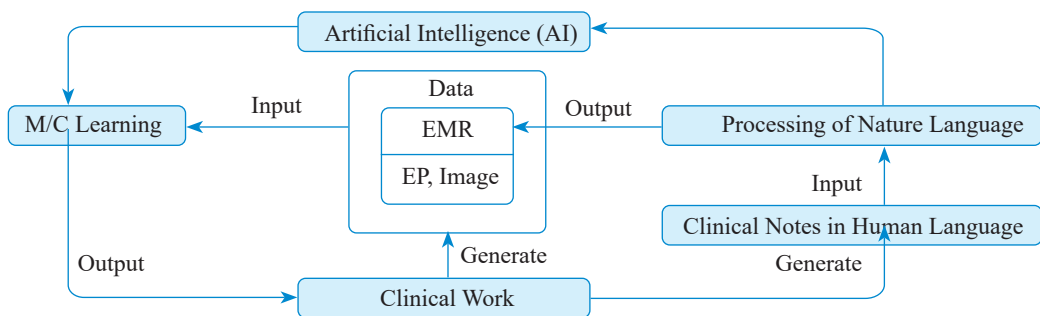 Artificial Intelligence (AI)
Data
Input
Output
M/C Learning
EMR
Processing of Nature Language
EP, Image
Input
Clinical Notes in Human Language
Output
Generate
Generate
Clinical Work